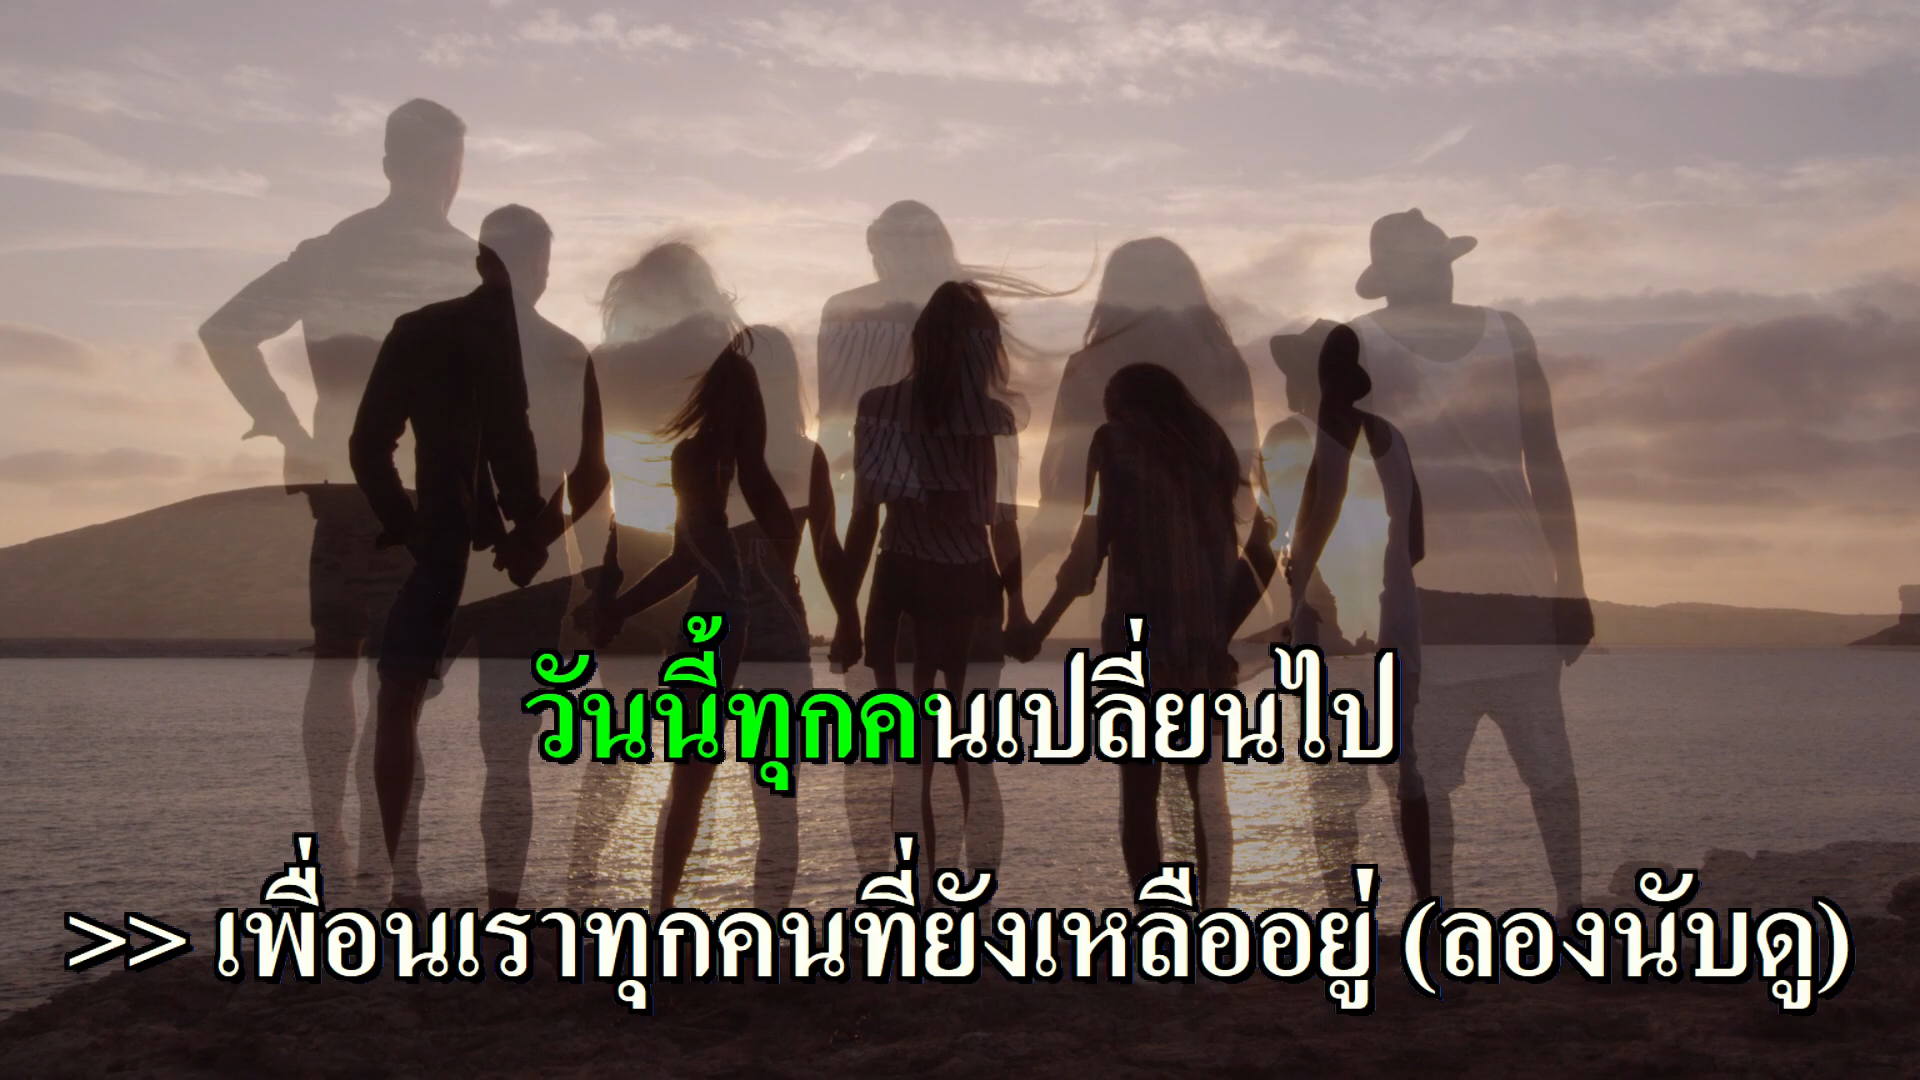 วันนี้ทุกคนเปลี่ยนไป
>> เพื่อนเราทุกคนที่ยังเหลืออยู่ (ลองนับดู)